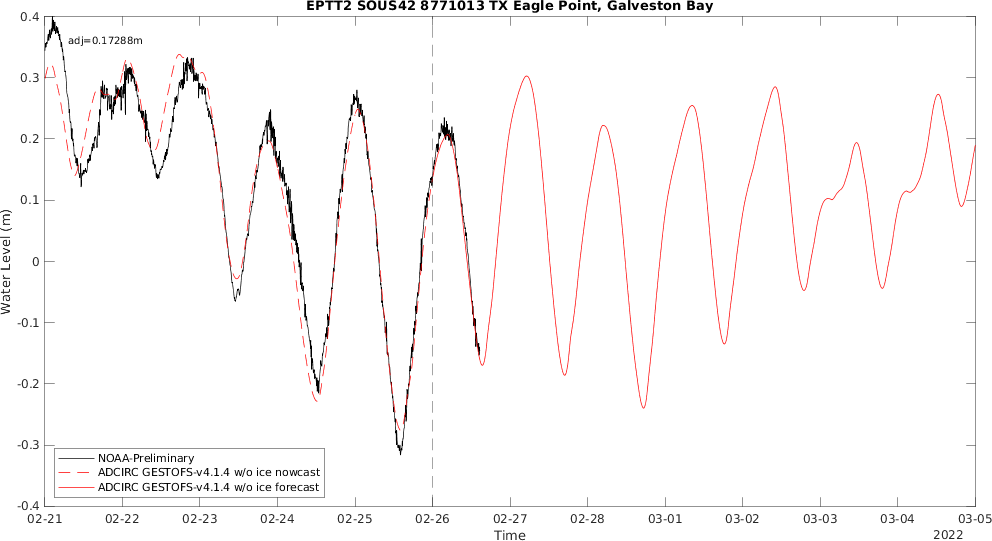 EPTT2 SOUS42 8771013 TX Eagle Point, Galveston Bay
adj=0.17288m
0.4
0.3
0.2
0.1
0
-0.1
-0.2
-0.3
-0.4
Water Level (m)
NOAA-Preliminary
ADCIRC GESTOFS-v4.1.4 w/o ice nowcast
ADCIRC GESTOFS-v4.1.4 w/o ice forecast
02-21 02-22 02-23 02-24 02-25 02-26 02-27 02-28 03-01 03-02 03-03 03-04 03-05
Time
2022